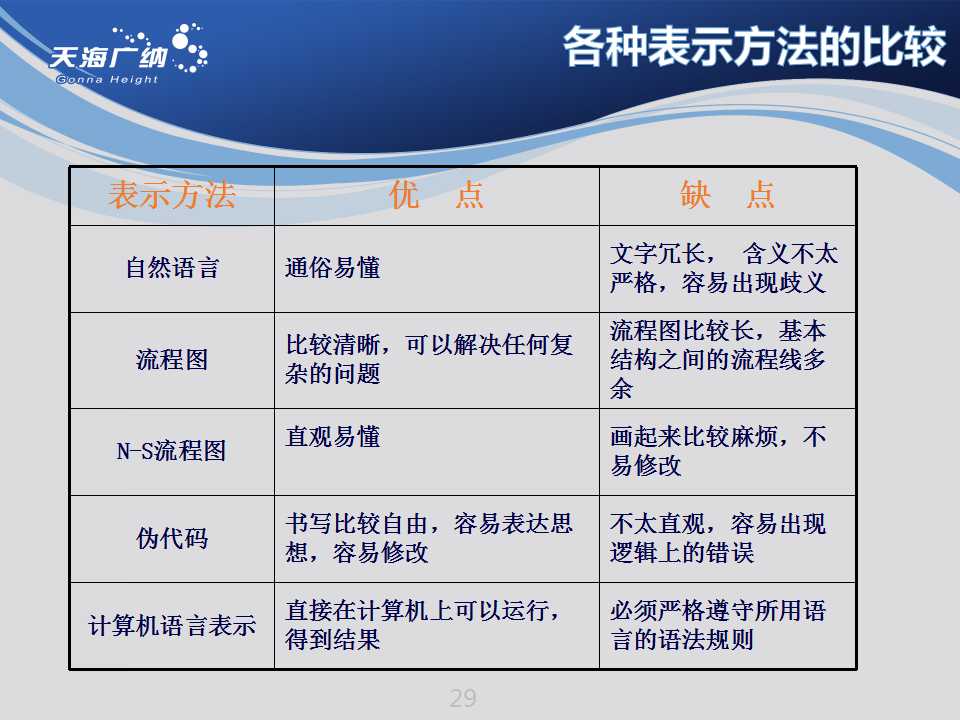 天海广纳
Gonna Height
各种表示方法的比较
表示方法 优 点 缺 点
自然语言
通俗易懂
文字冗长， 含义不太
严格，容易出现歧义
流程图
比较清晰，可以解决任何复
杂的问题
流程图比较长，基本
结构之间的流程线多
余
N-S流程图
直观易懂
画起来比较麻烦，不
易修改
伪代码
书写比较自由，容易表达思
想，容易修改
不太直观，容易出现
逻辑上的错误
计算机语言表示
直接在计算机上可以运行，
得到结果
必须严格遵守所用语
言的语法规则
29